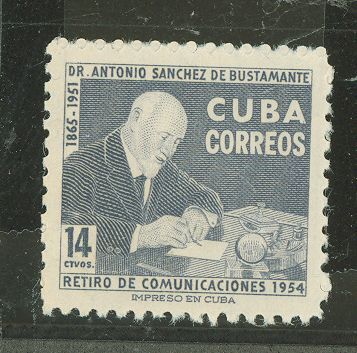 DR. ANTONIO SANCHEZ DE BUSTAMANTE
1865-1951
CUBA
CORREOS
14
CTVOS.
RETIRO DE COMUNICACIONES 1954
IMPRESO EN CUBA